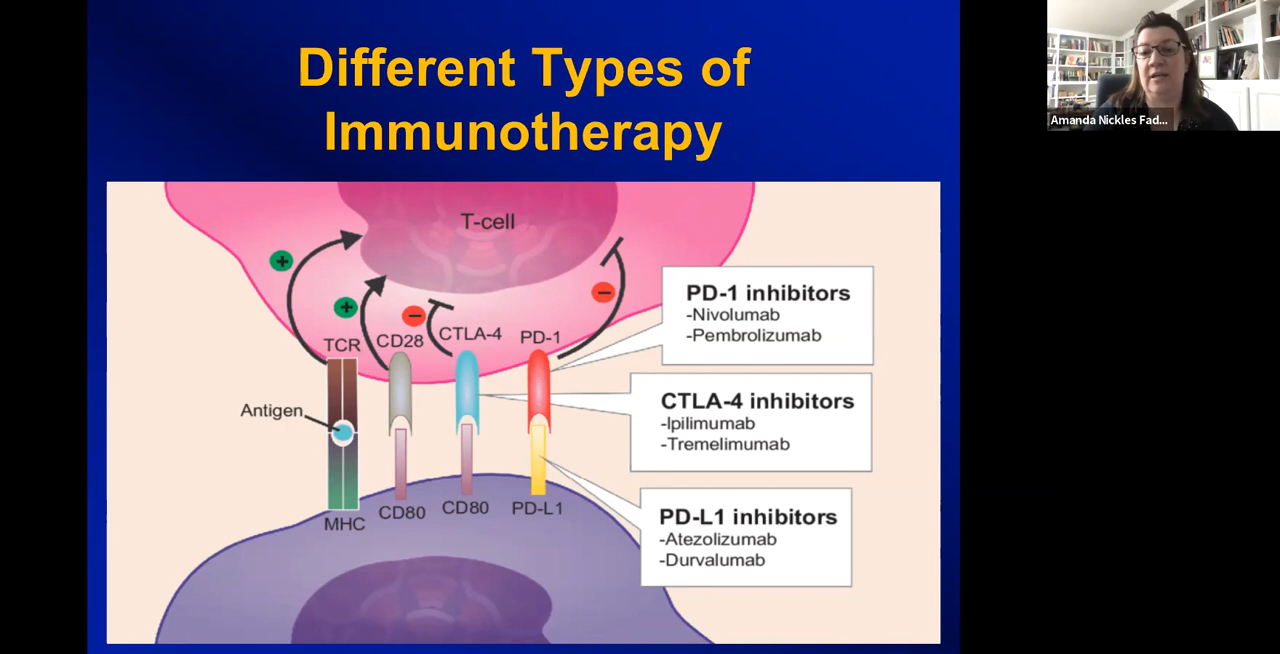 Different Types of
Immunotherapy
T-cell
+
+
−
−
TCR
CD28
CTLA-4
PD-1
Antigen
MHC
CD80
CD80
PD-L1
PD-1 inhibitors
-Nivolumab
-Pembrolizumab
CTLA-4 inhibitors
-Ipilimumab
-Tremelimumab
PD-L1 inhibitors
-Atezolizumab
-Durvalumab
Amanda Nickles Fad...